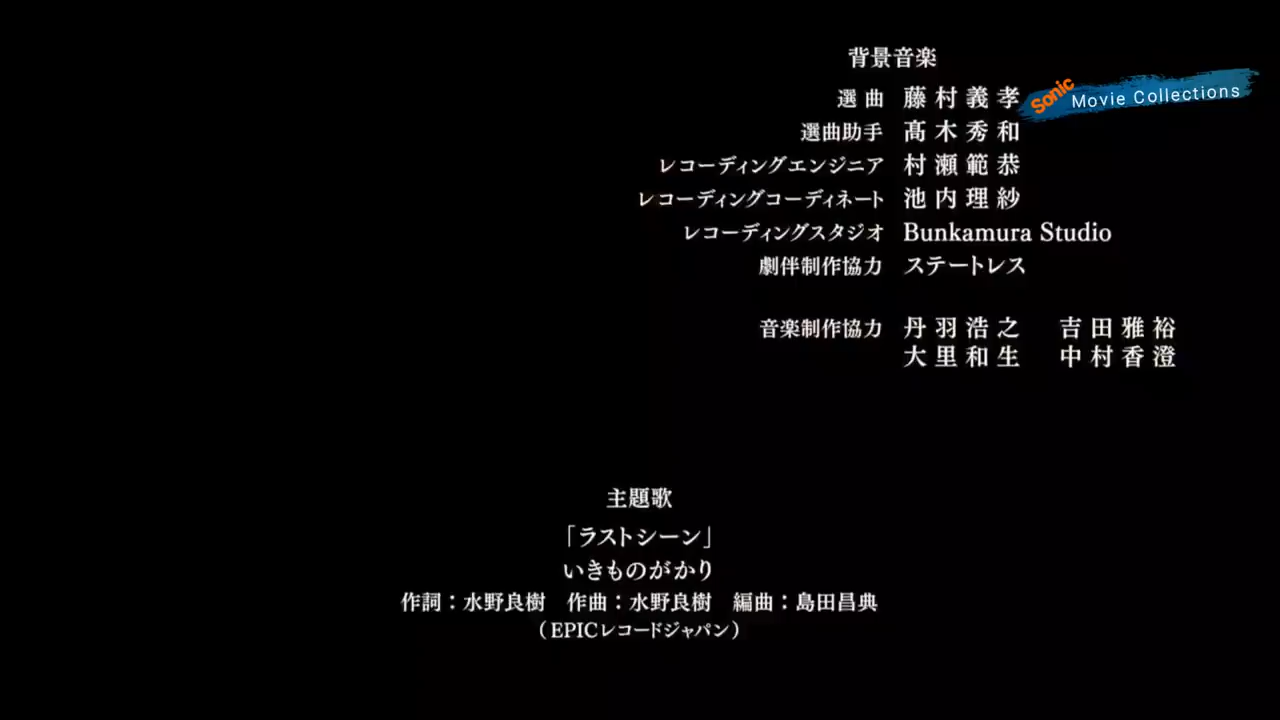 背景音楽
選曲 藤村義孝
Sonic Movie Collections
選曲助手 髙木秀和
レコーディングエンジニア 村瀬範恭
レコーディングコーディネート 池内理紗
レコーディングスタジオ Bunkamura Studio
劇伴制作協力 ステートレス
音楽制作協力 丹羽浩之 吉田雅裕
大里和生 中村香澄
主題歌
「ラストシーン」
いきものがかり
作詞：水野良樹 作曲：水野良樹 編曲：島田昌典
（EPICレコードジャパン）